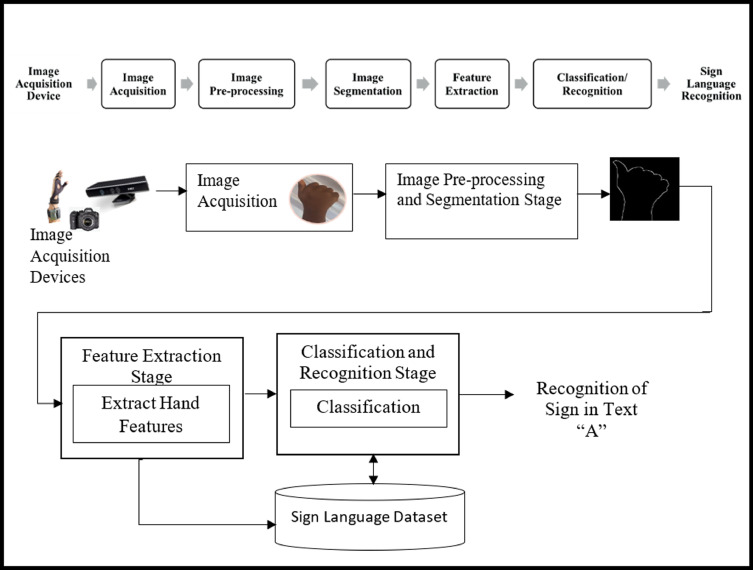 Image
Acquisition
Device
Image
Acquisition
Image
Pre-processing
Image
Segmentation
Feature
Extraction
Classification/
Recognition
Sign
Language
Recognition
Image
Acquisition
Devices
Image
Acquisition
Image Pre-processing
and Segmentation Stage
Feature Extraction
Stage
Extract Hand
Features
Classification and
Recognition Stage
Classification
Recognition of
Sign in Text
“A”
Sign Language Dataset